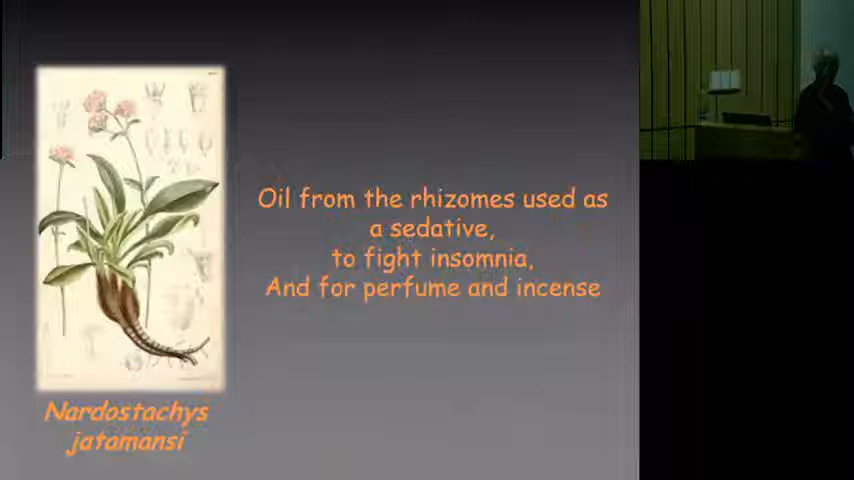 Oil from the rhizomes used as
a sedative,
to fight insomnia,
And for perfume and incense
Nardostachys
jatamansi